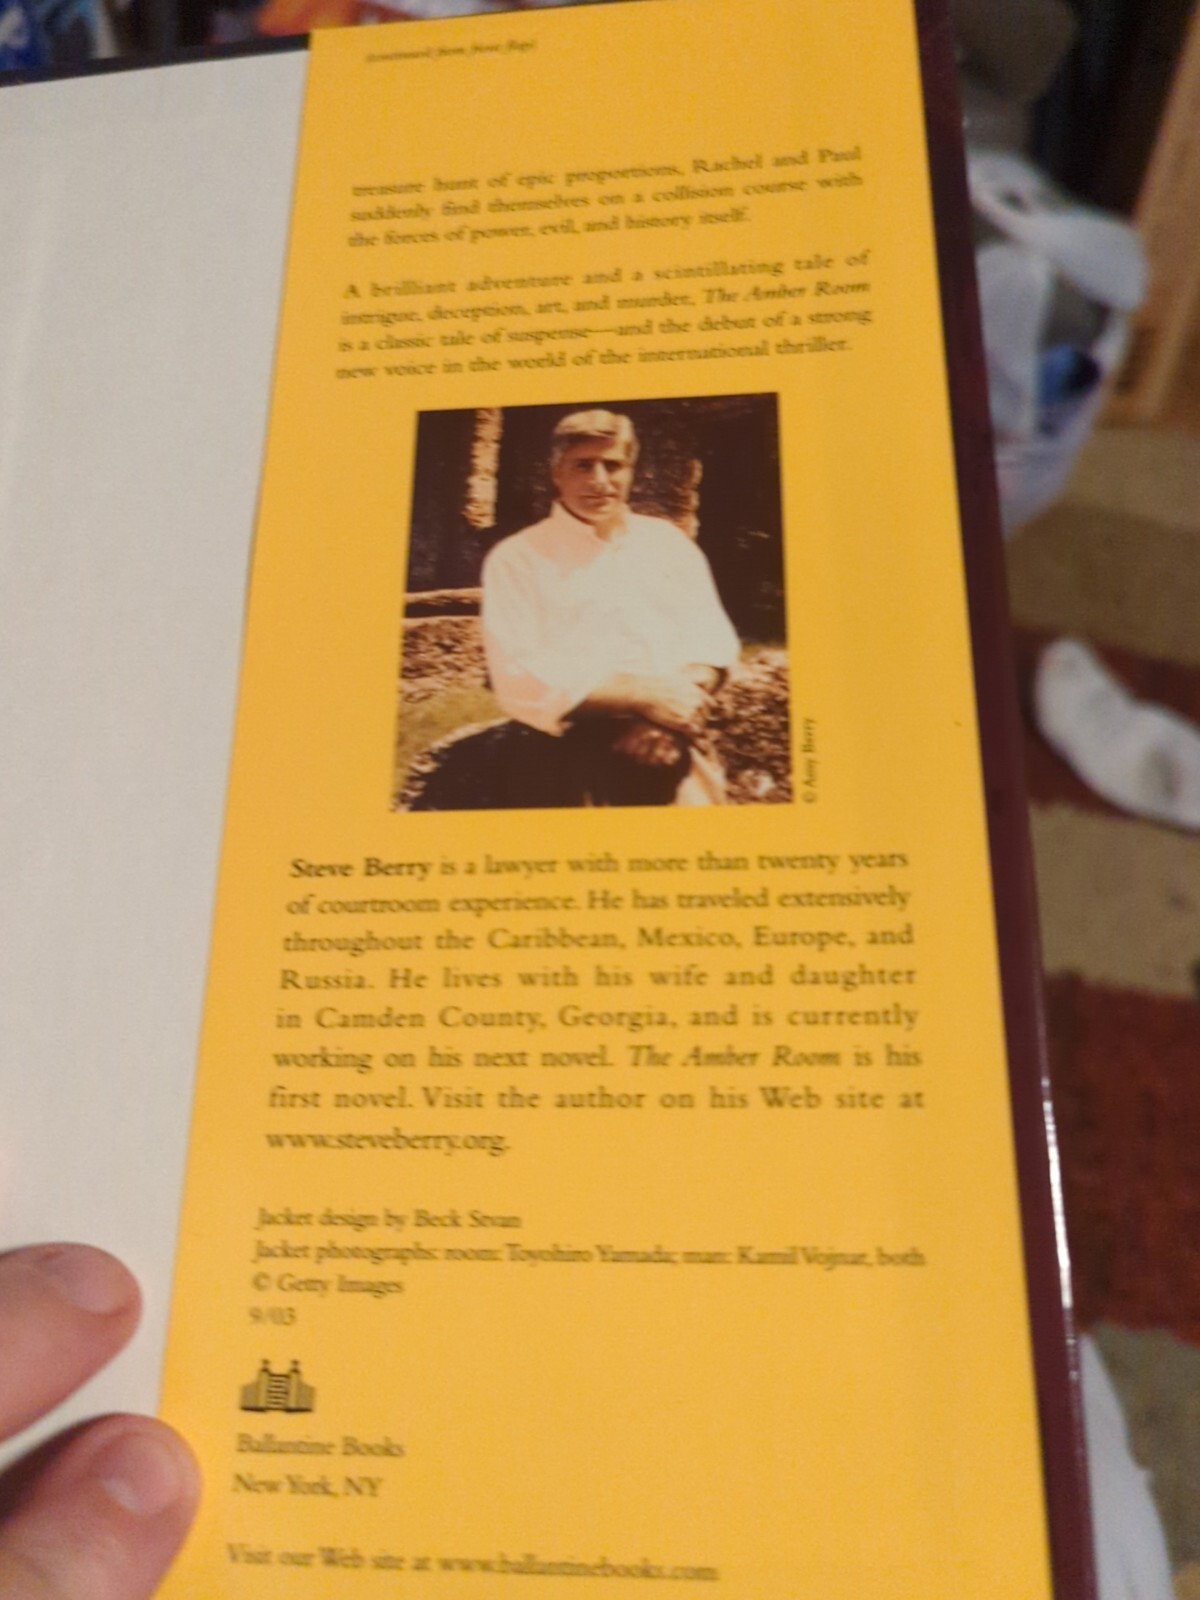 (continued from front flap)
treasure hunt of epic proportions, Rachel and Paul
suddenly find themselves on a collision course with
the forces of power, evil, and history itself.
A brilliant adventure and a scintillating tale of
intrigue, deception, art, and murder, The Amber Room
is a classic tale of suspense—and the debut of a strong
new voice in the world of the international thriller.
© Amy Berry
Steve Berry is a lawyer with more than twenty years
of courtroom experience. He has traveled extensively
throughout the Caribbean, Mexico, Europe, and
Russia. He lives with his wife and daughter
in Camden County, Georgia, and is currently
working on his next novel. The Amber Room is his
first novel. Visit the author on his Web site at
www.steveberry.org.
Jacket design by Beck Stvan
Jacket photographs: room: Toyohiro Yamada; man: Kamil Vojnar, both
© Getty Images
9/03
Ballantine Books
New York, NY
Visit our Web site at www.ballantinebooks.com